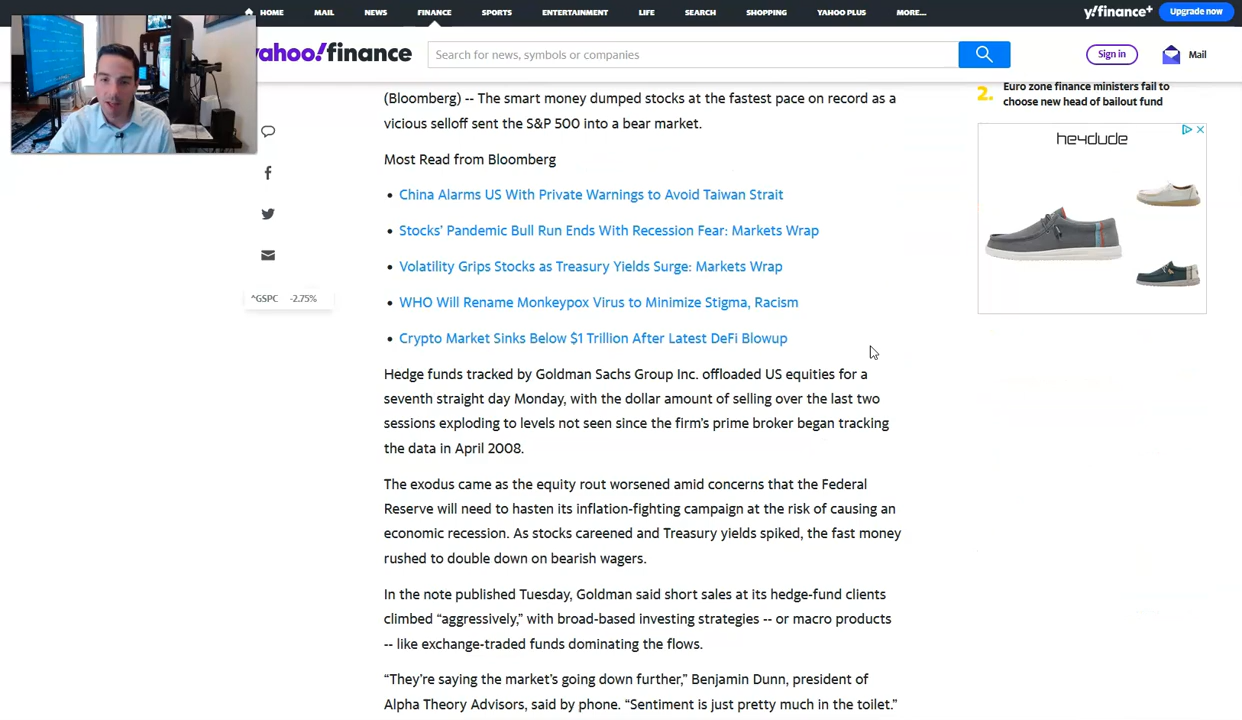 HOME MAIL NEWS FINANCE SPORTS ENTERTAINMENT LIFE SEARCH SHOPPING YAHOO PLUS MORE... y!finance+ Upgrade now
yahoo!finance Search for news, symbols or companies Sign in Mail
(Bloomberg) -- The smart money dumped stocks at the fastest pace on record as a
vicious selloff sent the S&P 500 into a bear market.
Most Read from Bloomberg
• China Alarms US With Private Warnings to Avoid Taiwan Strait
• Stocks’ Pandemic Bull Run Ends With Recession Fear: Markets Wrap
• Volatility Grips Stocks as Treasury Yields Surge: Markets Wrap
• WHO Will Rename Monkeypox Virus to Minimize Stigma, Racism
• Crypto Market Sinks Below $1 Trillion After Latest DeFi Blowup
Hedge funds tracked by Goldman Sachs Group Inc. offloaded US equities for a
seventh straight day Monday, with the dollar amount of selling over the last two
sessions exploding to levels not seen since the firm’s prime broker began tracking
the data in April 2008.
The exodus came as the equity rout worsened amid concerns that the Federal
Reserve will need to hasten its inflation-fighting campaign at the risk of causing an
economic recession. As stocks careened and Treasury yields spiked, the fast money
rushed to double down on bearish wagers.
In the note published Tuesday, Goldman said short sales at its hedge-fund clients
climbed “aggressively,” with broad-based investing strategies -- or macro products
-- like exchange-traded funds dominating the flows.
“They’re saying the market’s going down further,” Benjamin Dunn, president of
Alpha Theory Advisors, said by phone. “Sentiment is just pretty much in the toilet.”
^GSPC -2.75%
2. Euro zone finance ministers fail to
choose new head of bailout fund
HEYDUDE